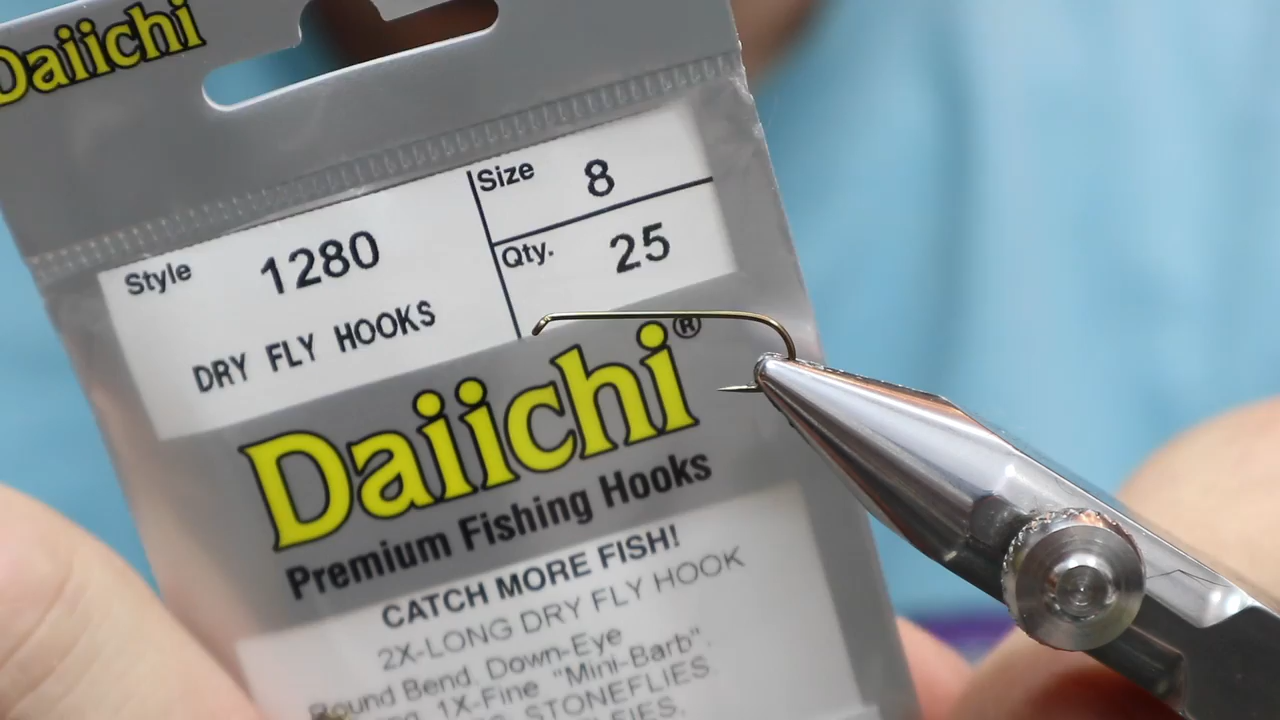 Daiichi
Style 1280
DRY FLY HOOKS
Size 8
Qty. 25
Daiichi®
Premium Fishing Hooks
CATCH MORE FISH!
2X-LONG DRY FLY HOOK
Round Bend, Down-Eye
1X-Fine "Mini-Barb".
STONEFLIES.